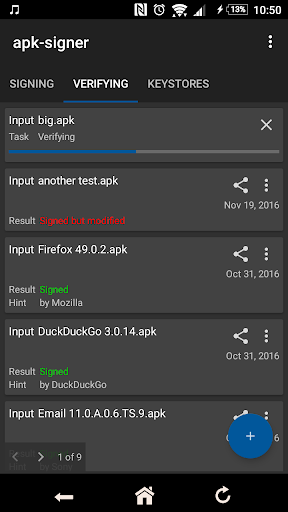 13%
10:50
apk-signer
SIGNING VERIFYING KEYSTORES
Input big.apk
Task Verifying
Input another test.apk
Nov 19, 2016
Result Signed but modified
Input Firefox 49.0.2.apk
Oct 31, 2016
Result Signed
Hint by Mozilla
Input DuckDuckGo 3.0.14.apk
Oct 31, 2016
Result Signed
Hint by DuckDuckGo
Input Email 11.0.A.0.6.TS.9.apk
1 of 9